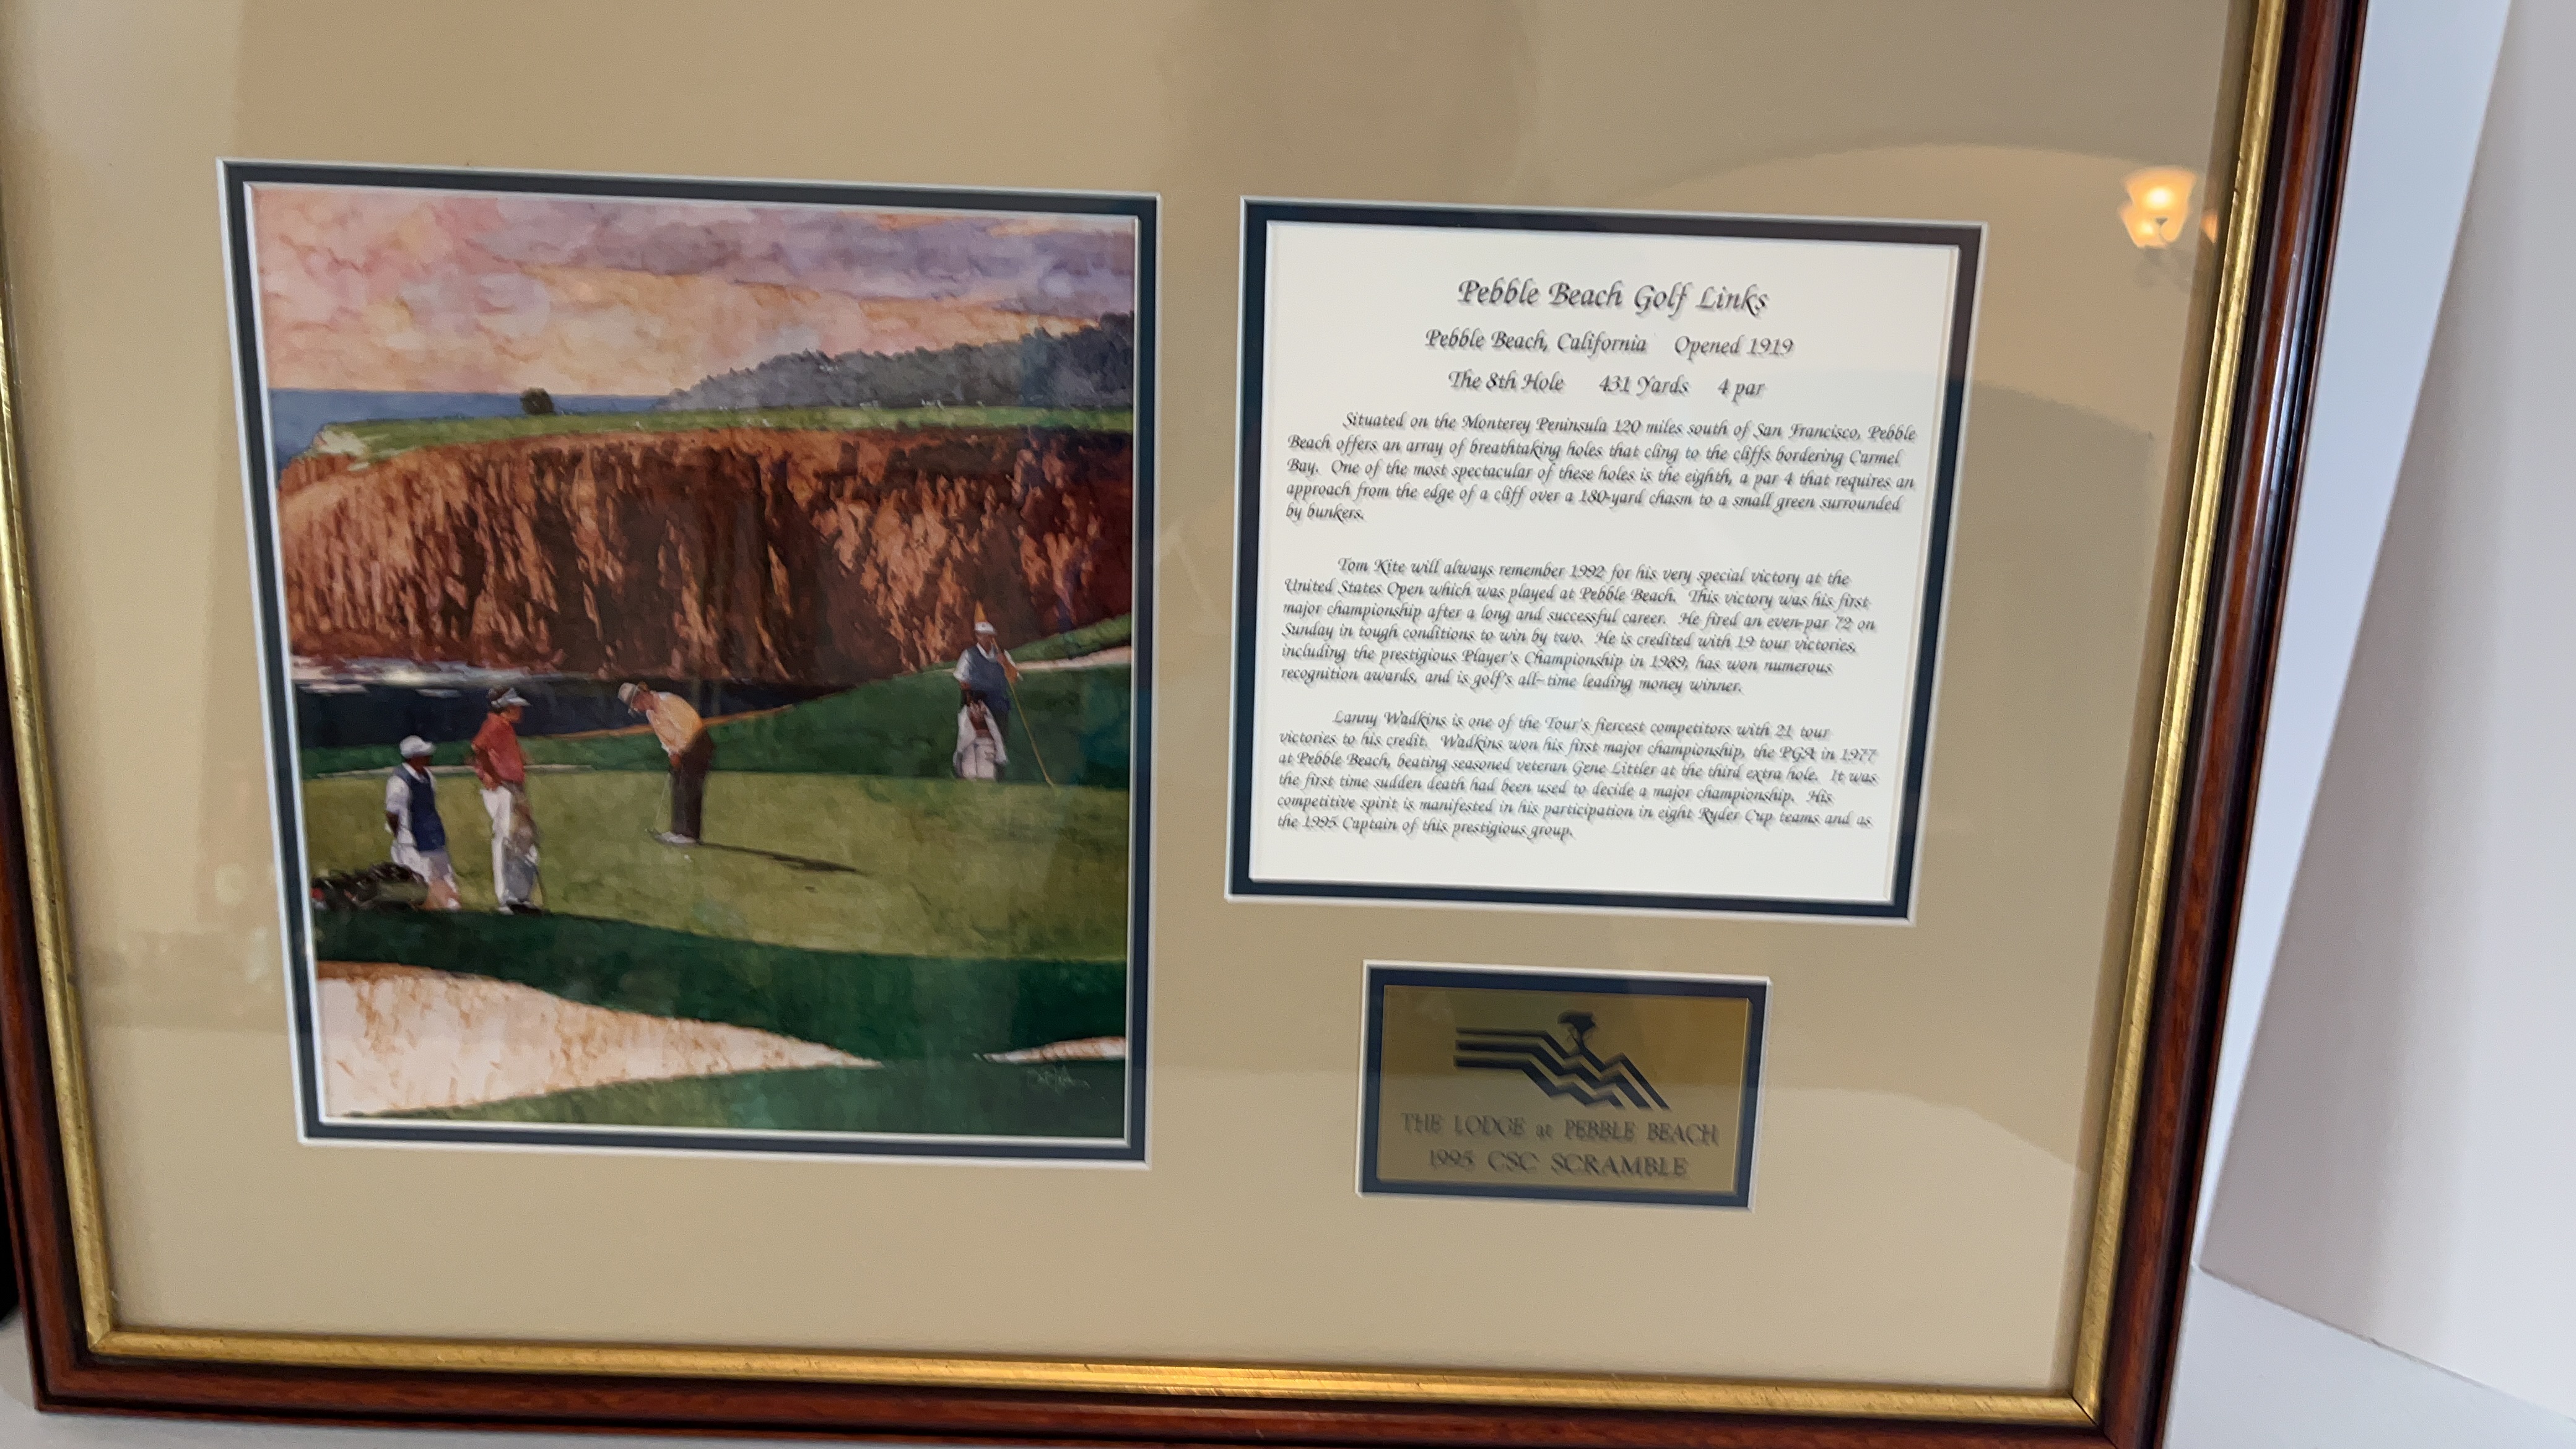 Pebble Beach Golf Links
Pebble Beach, California Opened 1919
The 8th Hole 431 Yards 4 par
Situated on the Monterey Peninsula 120 miles south of San Francisco, Pebble
Beach offers an array of breathtaking holes that cling to the cliffs bordering Carmel
Bay. One of the most spectacular of these holes is the eighth, a par 4 that requires an
approach from the edge of a cliff over a 180-yard chasm to a small green surrounded
by bunkers.
Tom Kite will always remember 1992 for his very special victory at the
United States Open which was played at Pebble Beach. This victory was his first
major championship after a long and successful career. He fired an even-par 72 on
Sunday in tough conditions to win by two. He is credited with 19 tour victories,
including the prestigious Player's Championship in 1989, has won numerous
recognition awards, and is golf's all-time leading money winner.
Lanny Wadkins is one of the Tour's fiercest competitors with 21 tour
victories to his credit. Wadkins won his first major championship, the PGA in 1977
at Pebble Beach, beating seasoned veteran Gene Littler at the third extra hole. It was
the first time sudden death had been used to decide a major championship. His
competitive spirit is manifested in his participation in eight Ryder Cup teams and as
the 1995 Captain of this prestigious group.
THE LODGE at PEBBLE BEACH
1995 CSC SCRAMBLE